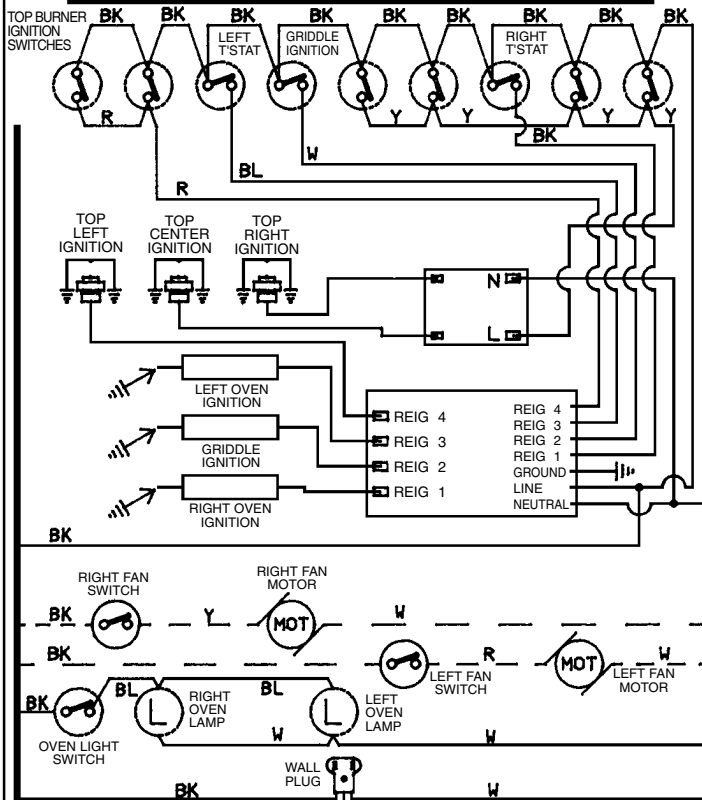 BK BK BK BK BK BK BK BK BK
TOP BURNER
IGNITION
SWITCHES
LEFT
T'STAT
GRIDDLE
IGNITION
RIGHT
T'STAT
R
Y
Y
Y
Y
BK
W
BL
R
TOP
LEFT
IGNITION
TOP
CENTER
IGNITION
TOP
RIGHT
IGNITION
N
L
LEFT OVEN
IGNITION
GRIDDLE
IGNITION
RIGHT OVEN
IGNITION
REIG 4
REIG 3
REIG 2
REIG 1
REIG 4
REIG 3
REIG 2
REIG 1
GROUND
LINE
NEUTRAL
BK
RIGHT FAN
SWITCH
RIGHT FAN
MOTOR
BK
Y
MOT
W
BK
LEFT FAN
SWITCH
R
MOT
W
LEFT FAN
MOTOR
BK
BL
L
RIGHT
OVEN
LAMP
BL
L
LEFT
OVEN
LAMP
OVEN LIGHT
SWITCH
W
W
WALL
PLUG
BK
W